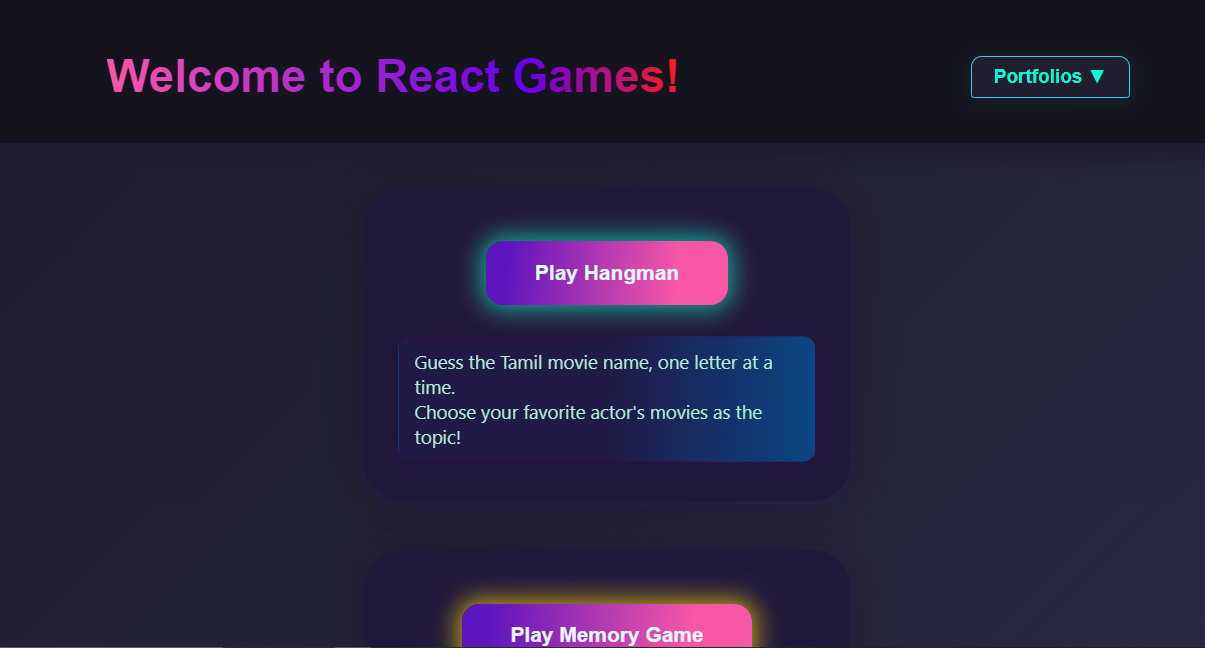 Welcome to React Games!
Portfolios ▼
Play Hangman
Guess the Tamil movie name, one letter at a
time.
Choose your favorite actor's movies as the
topic!
Play Memory Game